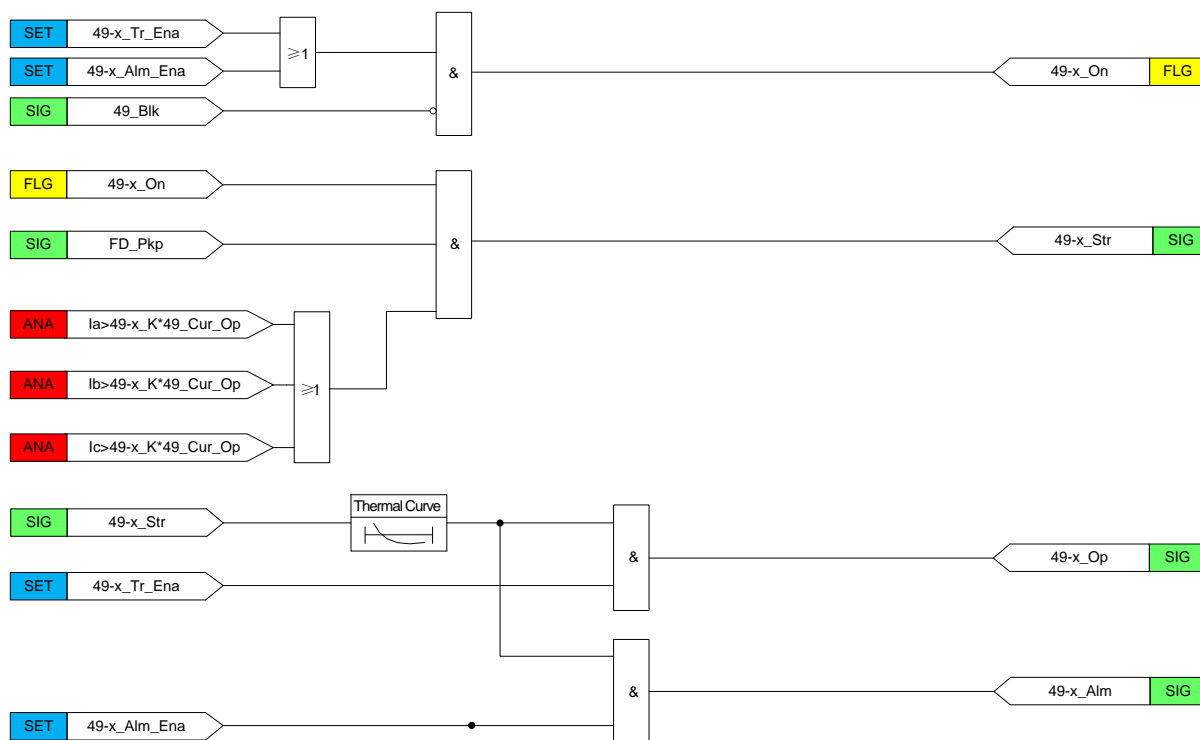 SET 49-x_Tr_Ena
≥1
SET 49-x_Alm_Ena
&
49-x_On FLG
SIG 49_Blk
FLG 49-x_On
SIG FD_Pkp
&
49-x_Str SIG
ANA Ia>49-x_K*49_Cur_Op
ANA Ib>49-x_K*49_Cur_Op
≥1
ANA Ic>49-x_K*49_Cur_Op
SIG 49-x_Str
Thermal Curve
&
49-x_Op SIG
SET 49-x_Tr_Ena
&
49-x_Alm SIG
SET 49-x_Alm_Ena